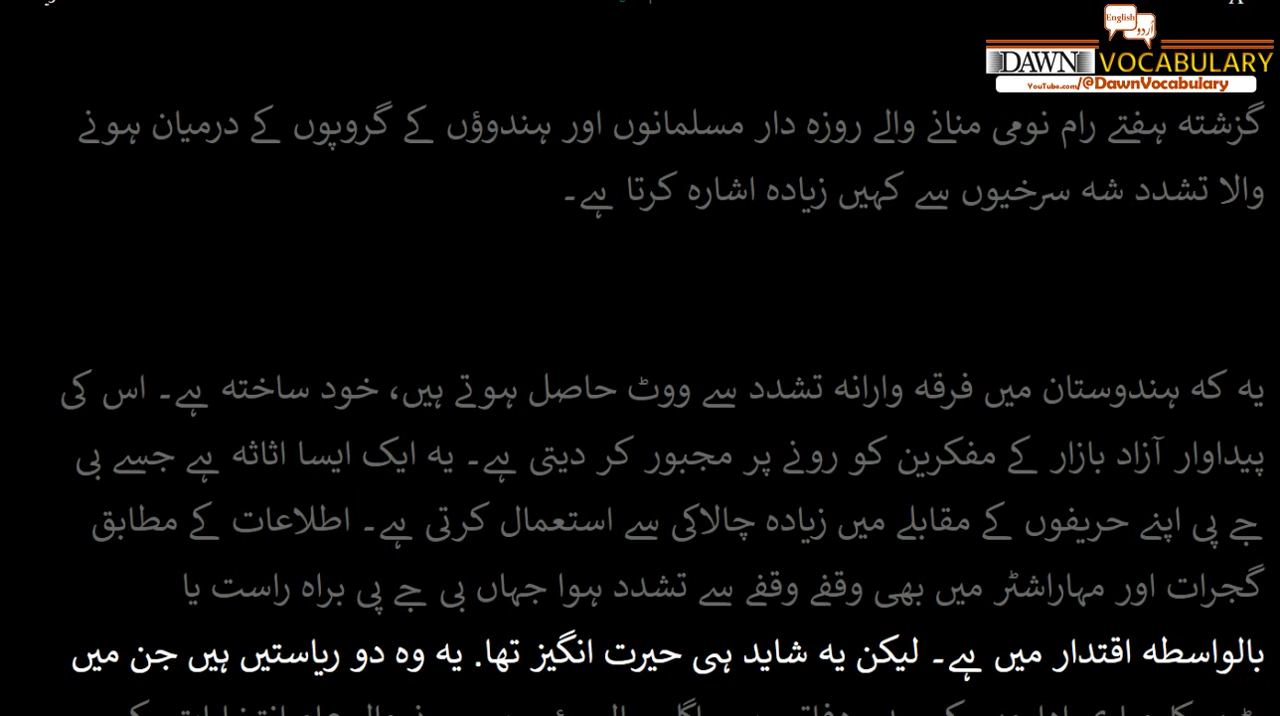 English
اُردو
DAWN VOCABULARY
YouTube.com/@DawnVocabulary
گزشتہ ہفتے رام نومی منانے والے روزہ دار مسلمانوں اور ہندوؤں کے گروپوں کے درمیان ہونے
والا تشدد شہ سرخیوں سے کہیں زیادہ اشارہ کرتا ہے۔
یہ کہ ہندوستان میں فرقہ وارانہ تشدد سے ووٹ حاصل ہوتے ہیں، خود ساختہ ہے۔ اس کی
پیداوار آزاد بازار کے مفکرین کو رونے پر مجبور کر دیتی ہے۔ یہ ایک ایسا اثاثہ ہے جسے بی
جے پی اپنے حریفوں کے مقابلے میں زیادہ چالاکی سے استعمال کرتی ہے۔ اطلاعات کے مطابق
گجرات اور مہاراشٹر میں بھی وقفے وقفے سے تشدد ہوا جہاں بی جے پی براہ راست یا
بالواسطہ اقتدار میں ہے۔ لیکن یہ شاید ہی حیرت انگیز تھا. یہ وہ دو ریاستیں ہیں جن میں